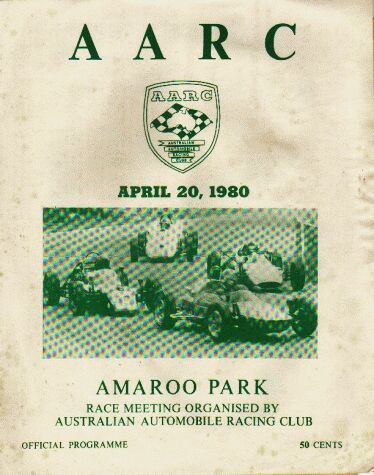 A A R C
AARC
AUSTRALIAN
AUTOMOBILE
RACING
CLUB
APRIL 20, 1980
AMAROO PARK
RACE MEETING ORGANISED BY
AUSTRALIAN AUTOMOBILE RACING CLUB
OFFICIAL PROGRAMME 50 CENTS